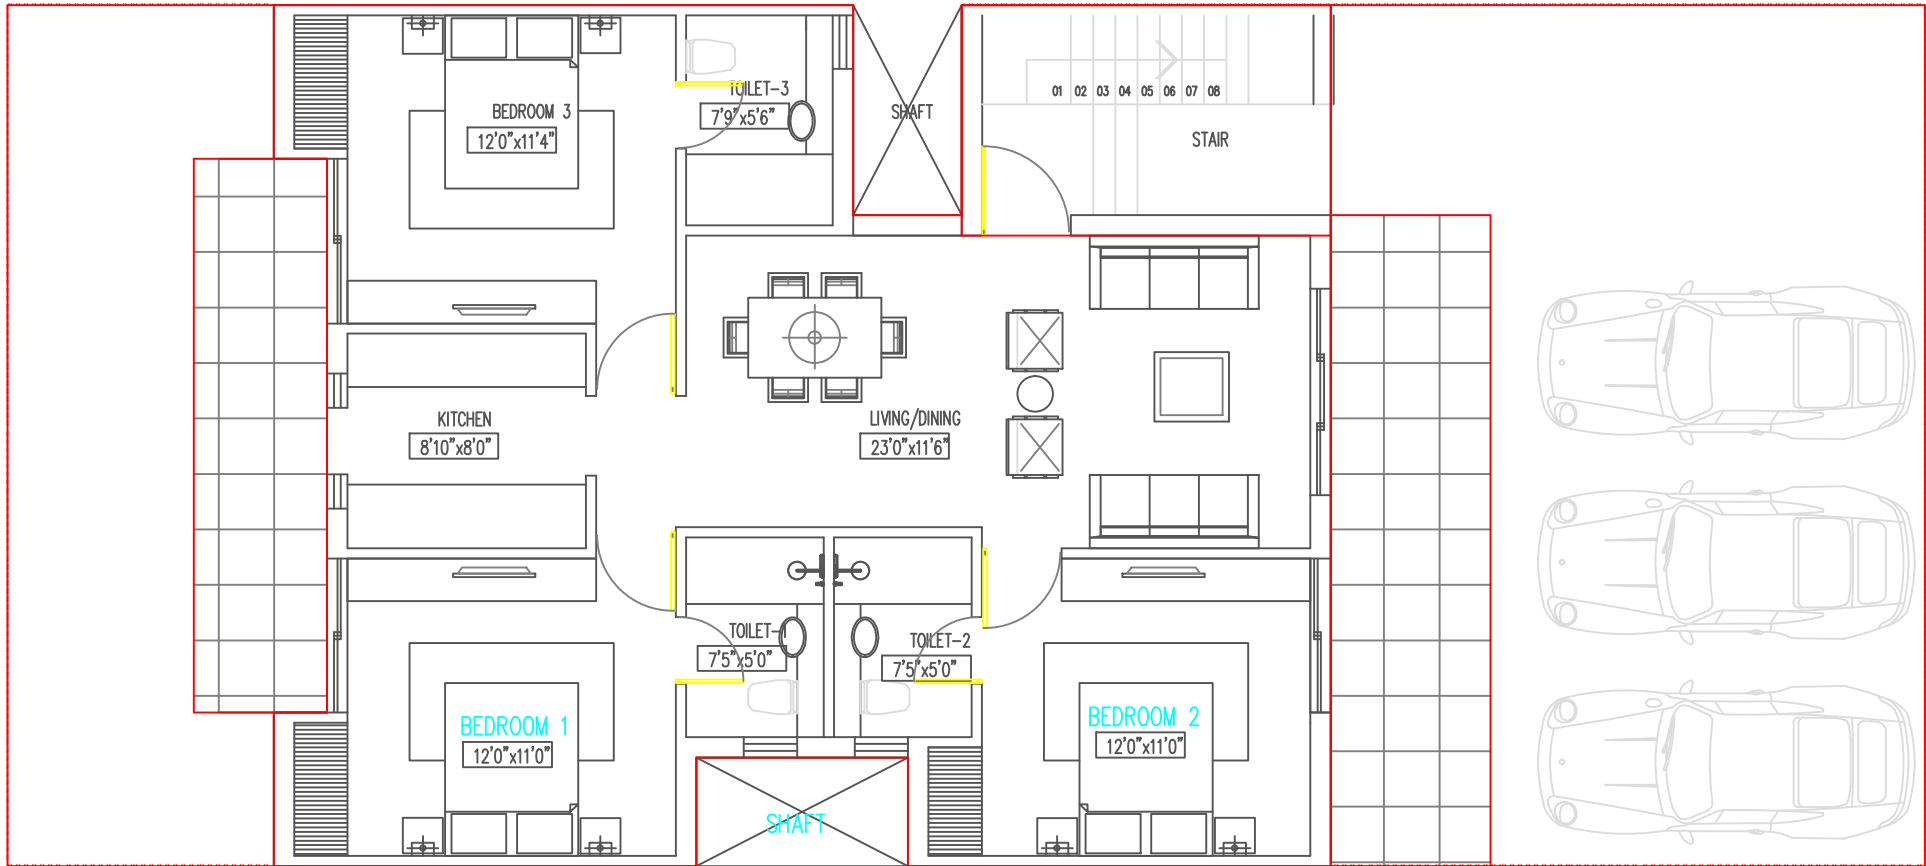 BEDROOM 3
12'0"x11'4"
TOILET-3
7'9"x5'6"
SHAFT
01 02 03 04 05 06 07 08
STAIR
KITCHEN
8'10"x8'0"
LIVING/DINING
23'0"x11'6"
TOILET-1
7'5"x5'0"
TOILET-2
7'5"x5'0"
BEDROOM 1
12'0"x11'0"
BEDROOM 2
12'0"x11'0"
SHAFT